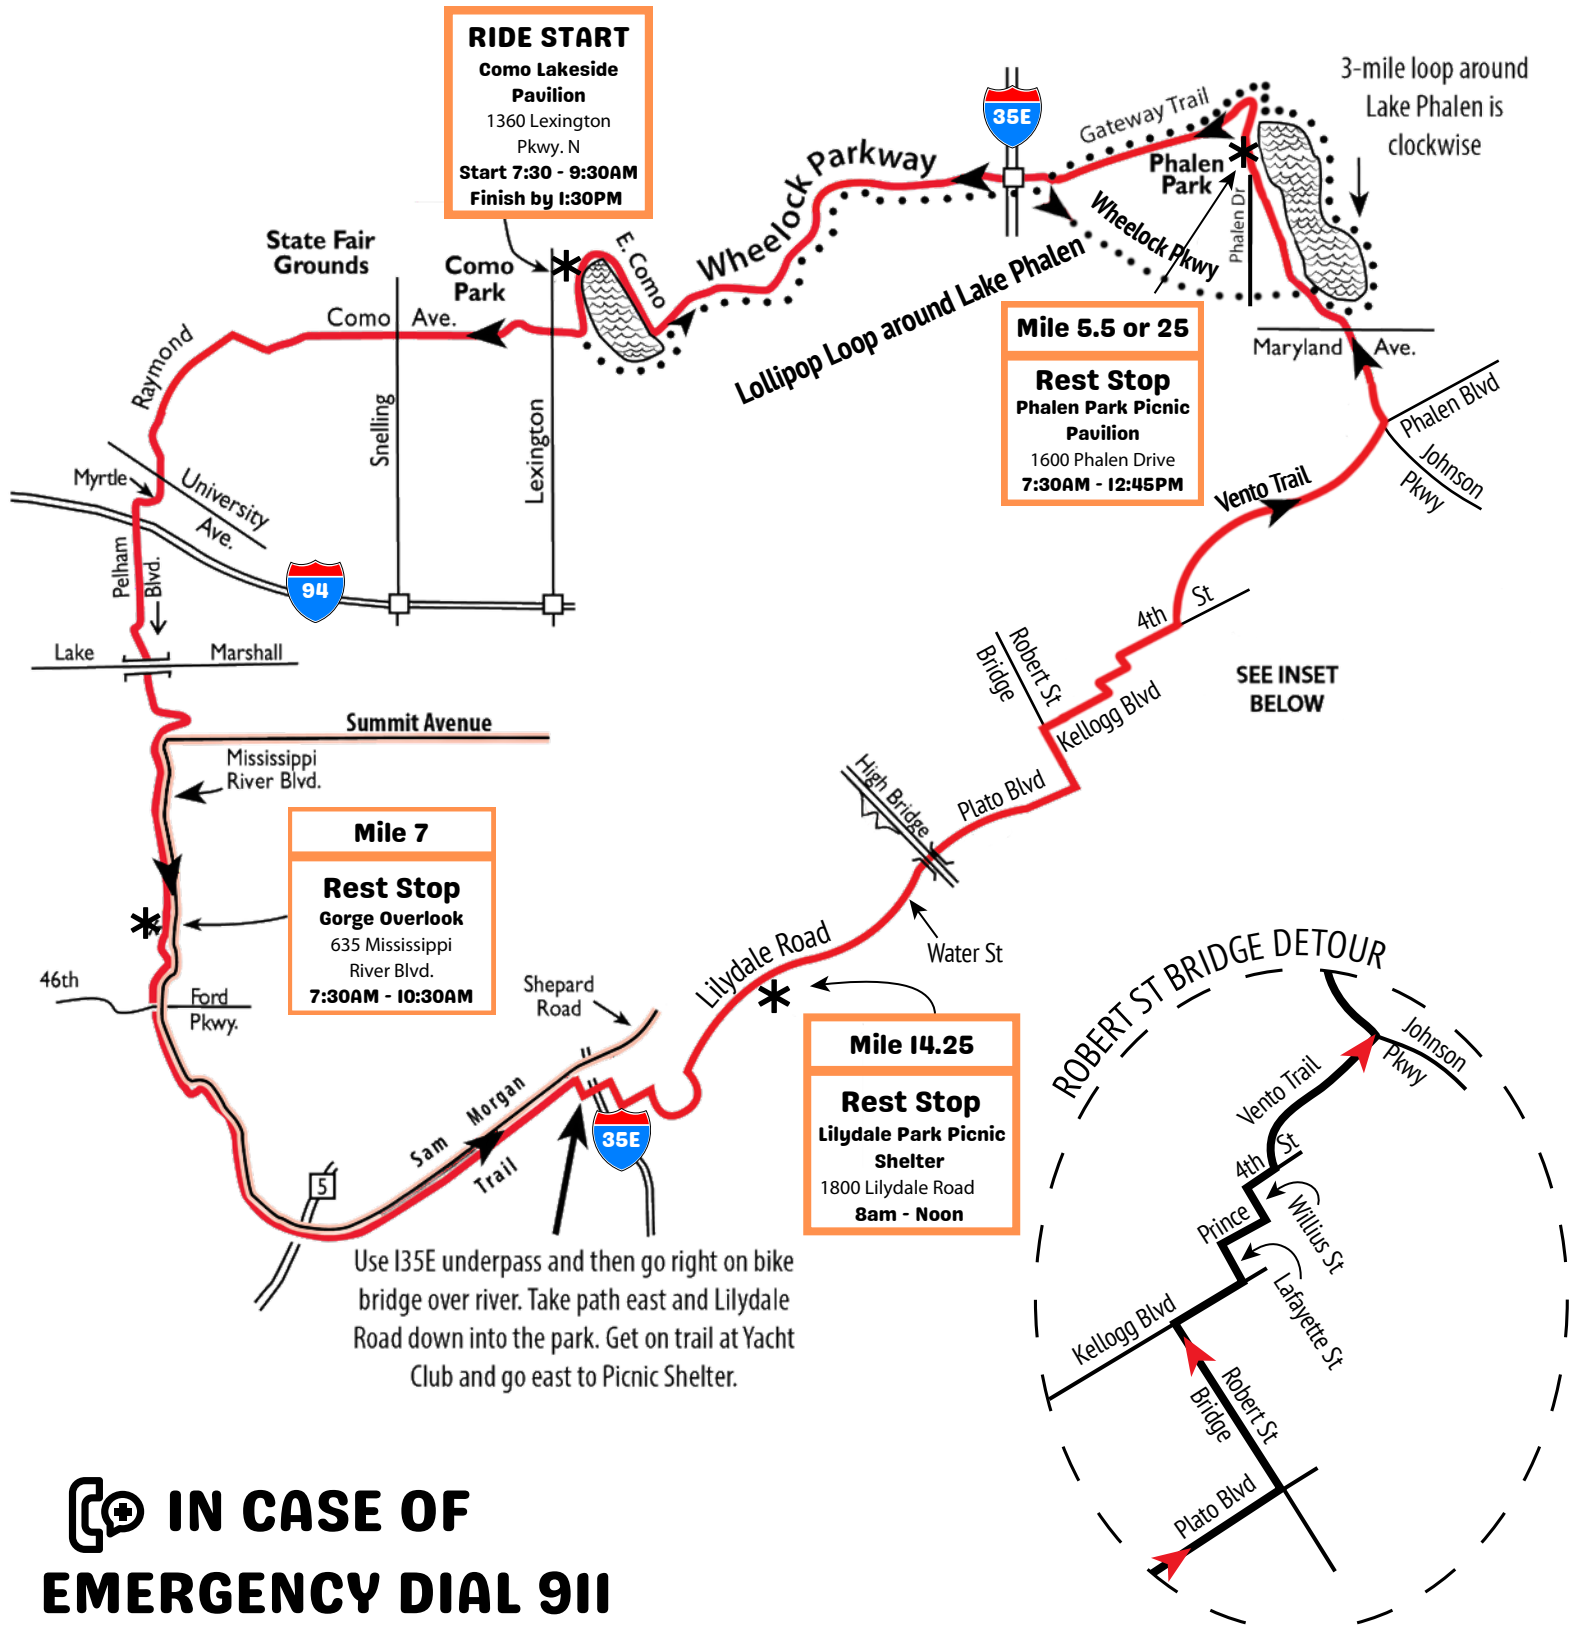 RIDE START
Como Lakeside
Pavilion
1360 Lexington
Pkwy. N
Start 7:30 - 9:30AM
Finish by 1:30PM
35E
Gateway Trail
3-mile loop around
Lake Phalen is
clockwise
Phalen
Park
Wheelock Parkway
Wheelock Pkwy
Phalen Dr
State Fair
Grounds
Como
Park
E. Como
Lollipop Loop around Lake Phalen
Como Ave.
Raymond
Snelling
Lexington
Mile 5.5 or 25
Rest Stop
Phalen Park Picnic
Pavilion
1600 Phalen Drive
7:30AM - 12:45PM
Maryland Ave.
Phalen Blvd
Johnson
Pkwy
Vento Trail
Myrtle
University
Ave.
Pelham
Blvd.
94
4th St
Robert St
Bridge
Kellogg Blvd
SEE INSET
BELOW
Lake Marshall
Summit Avenue
Mississippi
River Blvd.
High Bridge
Plato Blvd
Mile 7
Rest Stop
Gorge Overlook
635 Mississippi
River Blvd.
7:30AM - 10:30AM
46th
Ford
Pkwy.
Shepard
Road
Lilydale Road
Water St
Mile 14.25
Rest Stop
Lilydale Park Picnic
Shelter
1800 Lilydale Road
8am - Noon
Sam Morgan
Trail
35E
5
Use I35E underpass and then go right on bike
bridge over river. Take path east and Lilydale
Road down into the park. Get on trail at Yacht
Club and go east to Picnic Shelter.
ROBERT ST BRIDGE DETOUR
Johnson
Pkwy
Vento Trail
4th St
Willius St
Prince
Lafayette St
Kellogg Blvd
Robert St
Bridge
Plato Blvd
IN CASE OF
EMERGENCY DIAL 911